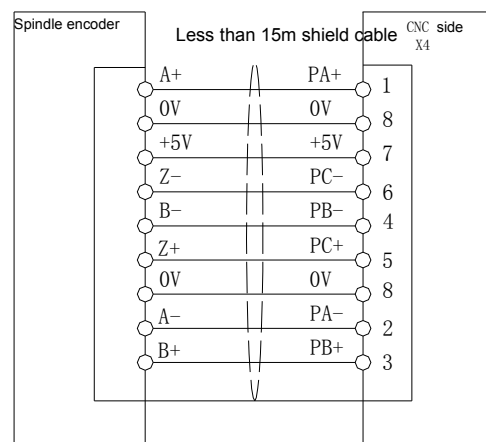 Spindle encoder
Less than 15m shield cable
CNC side
X4
A+ PA+ 1
0V 0V 8
+5V +5V 7
Z- PC- 6
B- PB- 4
Z+ PC+ 5
0V 0V 8
A- PA- 2
B+ PB+ 3